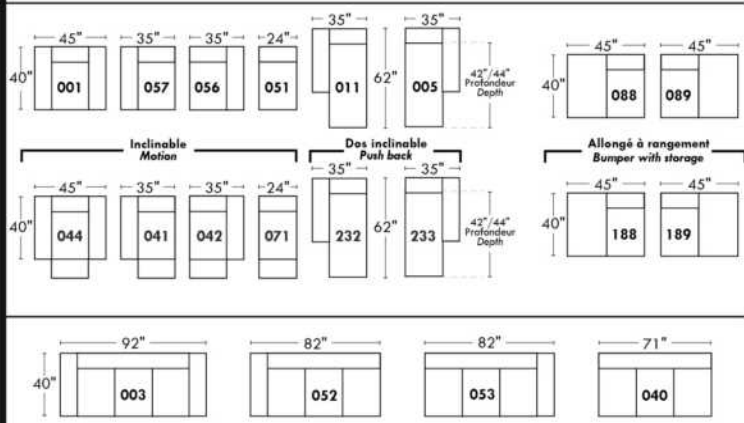 45" 35" 35" 24" 35" 35" 45" 45"
40" 001 057 056 051 011 62" 005 42"/44" Profondeur Depth 40" 088 089
Inclinable
Motion
Dos inclinable
Push back
Allongé à rangement
Bumper with storage
45" 35" 35" 24" 35" 35" 45" 45"
40" 044 041 042 071 232 62" 233 42"/44" Profondeur Depth 40" 188 189
92" 82" 82" 71"
40" 003 052 053 040